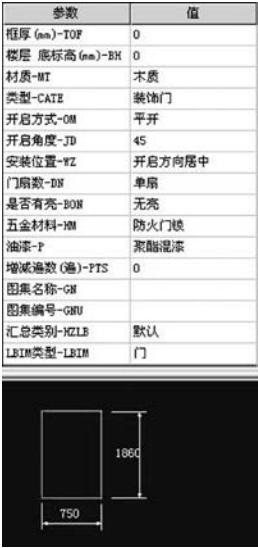 参数 值
框厚(mm)-TOF 0
楼层 底标高(mm)-BH 0
材质-MT 木质
类型-CATE 装饰门
开启方式-OM 平开
开启角度-JD 45
安装位置-WZ 开启方向居中
门扇数-DN 单扇
是否有亮-BON 无亮
五金材料-HM 防火门锁
油漆-P 聚酯混漆
增减遍数(遍)-PTS 0
图集名称-GN
图集编号-GNU
汇总类别-HZLB 默认
LBIM类型-LBIM 门
1860
750